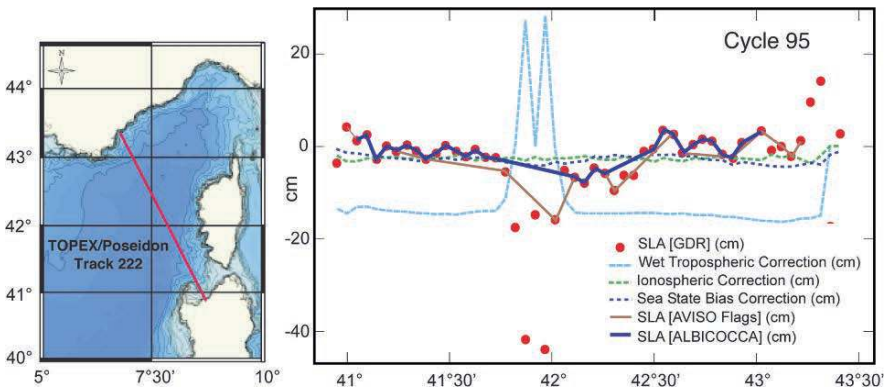 N
44°
43°
42°
41°
40°
5°
7°30'
10°
TOPEX/Poseidon
Track 222
Cycle 95
20
0
-20
-40
cm
41°
41°30'
42°
42°30'
43°
43°30'
SLA [GDR] (cm)
Wet Tropospheric Correction (cm)
Ionospheric Correction (cm)
Sea State Bias Correction (cm)
SLA [AVISO Flags] (cm)
SLA [ALBICOCCA] (cm)